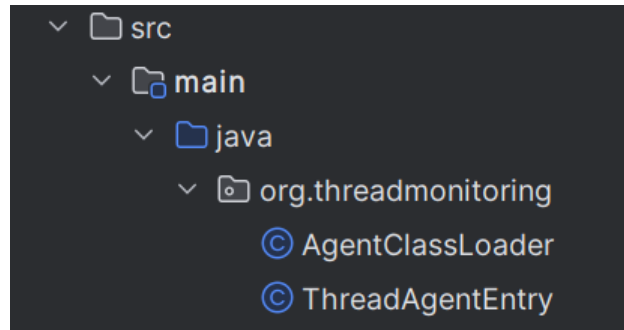 src
main
java
org.threadmonitoring
AgentClassLoader
ThreadAgentEntry